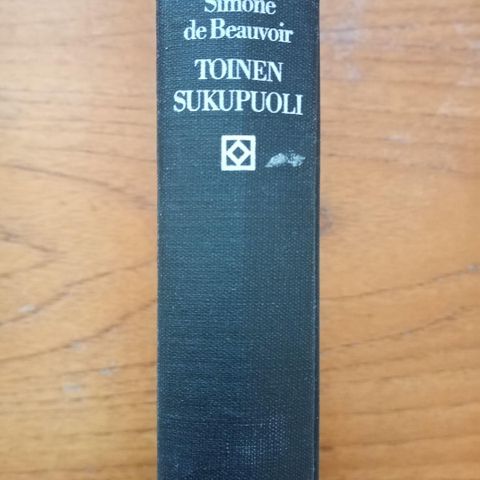 Simone
de Beauvoir
TOINEN
SUKUPUOLI